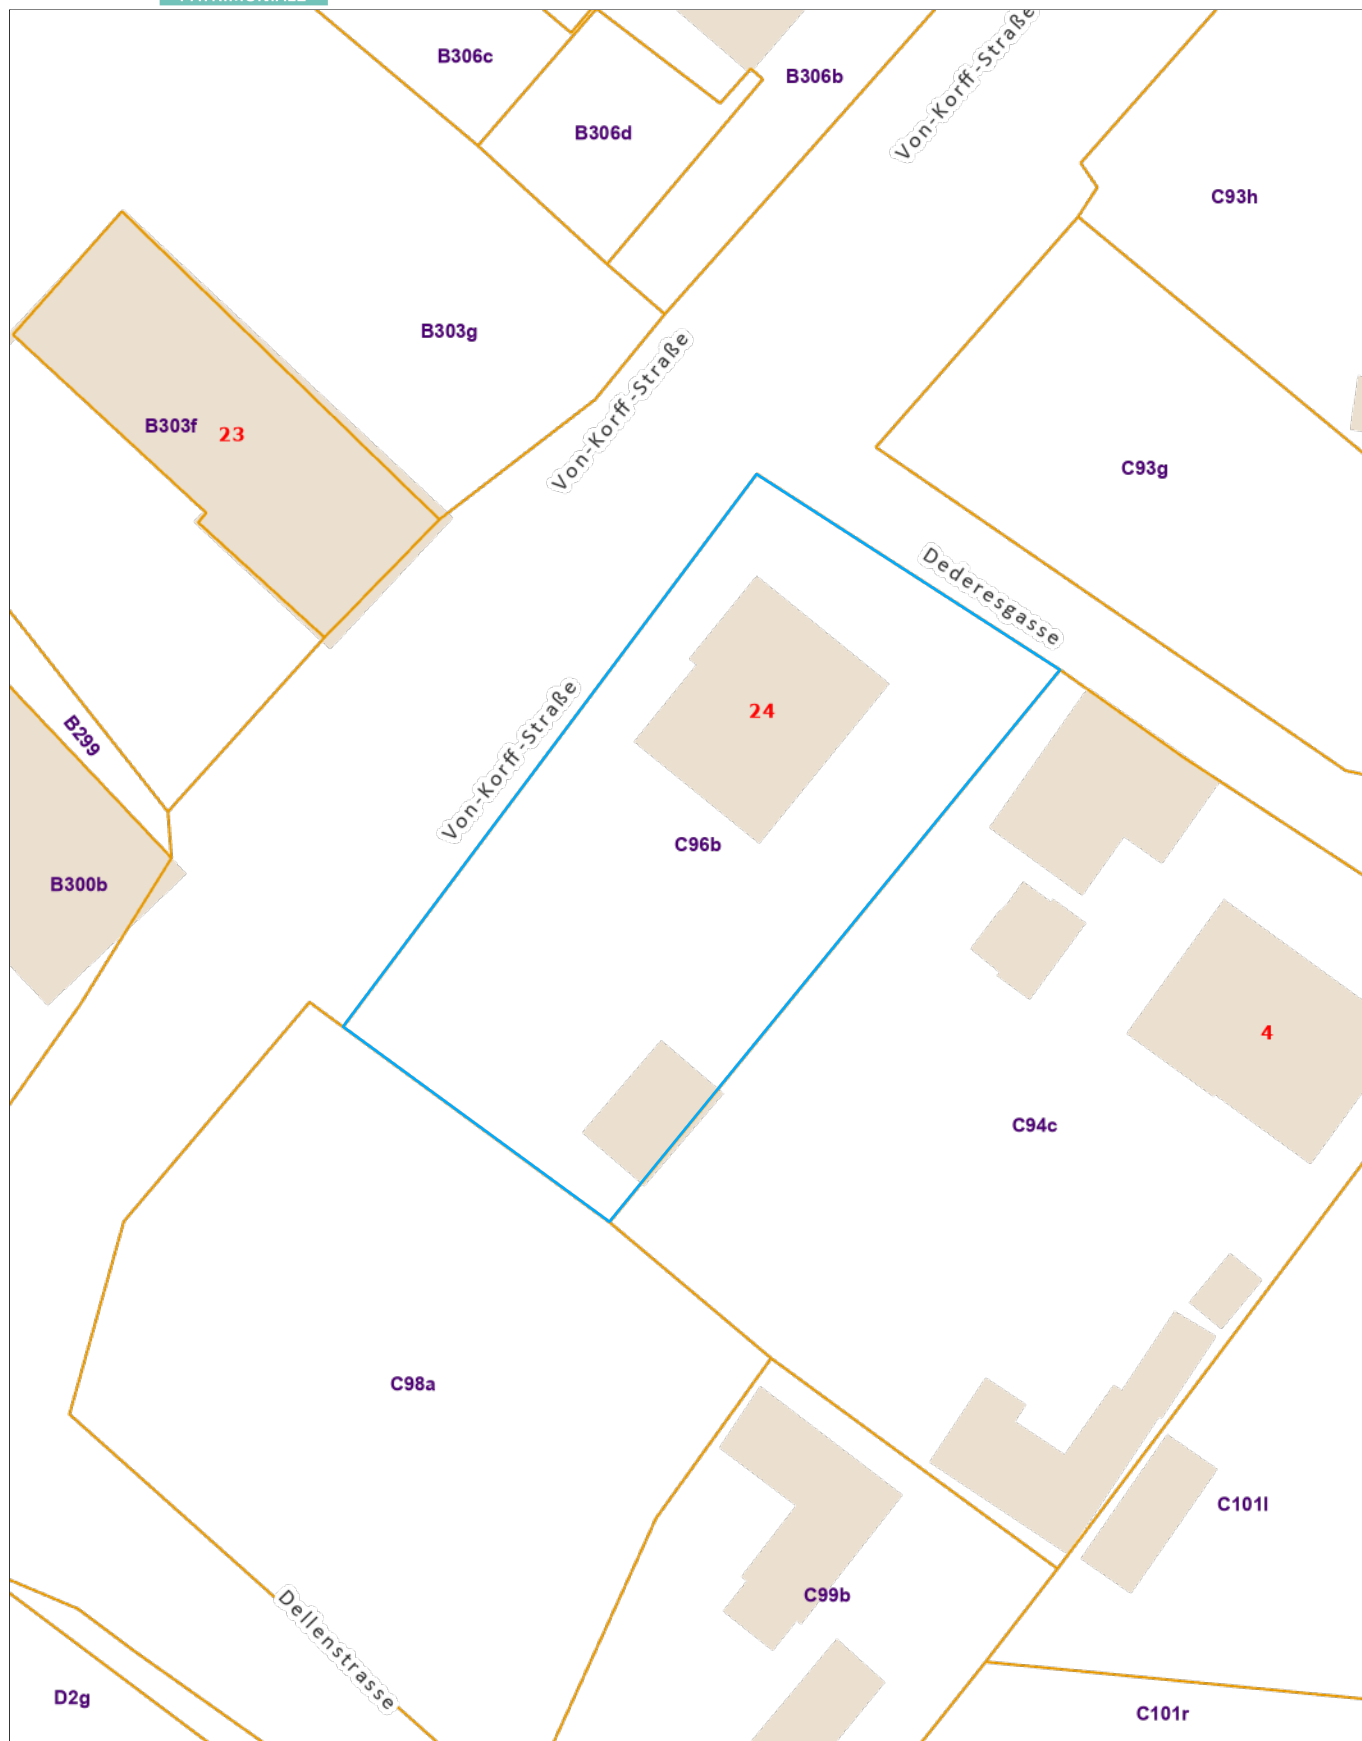 B306c
B306b
Von-Korff-Straße
B306d
C93h
B303g
Von-Korff-Straße
B303f
23
C93g
Dederesgasse
Von-Korff-Straße
24
B299
C96b
B300b
4
C94c
C98a
C101l
C99b
Dellenstrasse
D2g
C101r